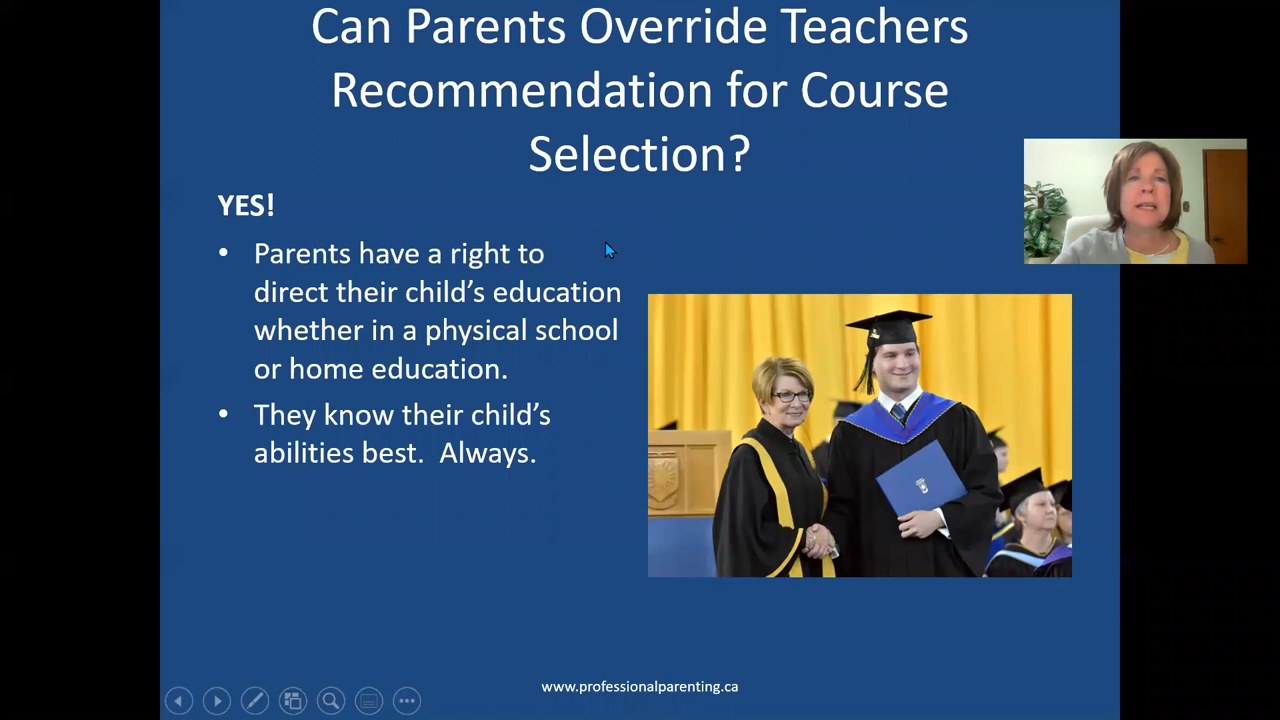 Can Parents Override Teachers
Recommendation for Course
Selection?
YES!
• Parents have a right to
direct their child’s education
whether in a physical school
or home education.
• They know their child’s
abilities best.  Always.
www.professionalparenting.ca